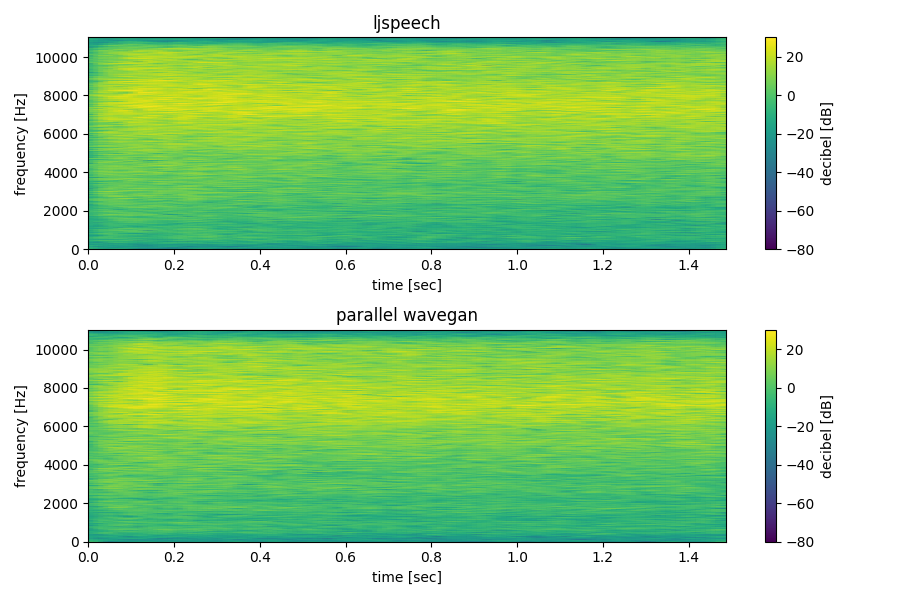 ljspeech
10000
8000
6000
4000
2000
0
frequency [Hz]
0.0 0.2 0.4 0.6 0.8 1.0 1.2 1.4
time [sec]
20
0
−20
−40
−60
−80
decibel [dB]
parallel wavegan
10000
8000
6000
4000
2000
0
frequency [Hz]
0.0 0.2 0.4 0.6 0.8 1.0 1.2 1.4
time [sec]
20
0
−20
−40
−60
−80
decibel [dB]